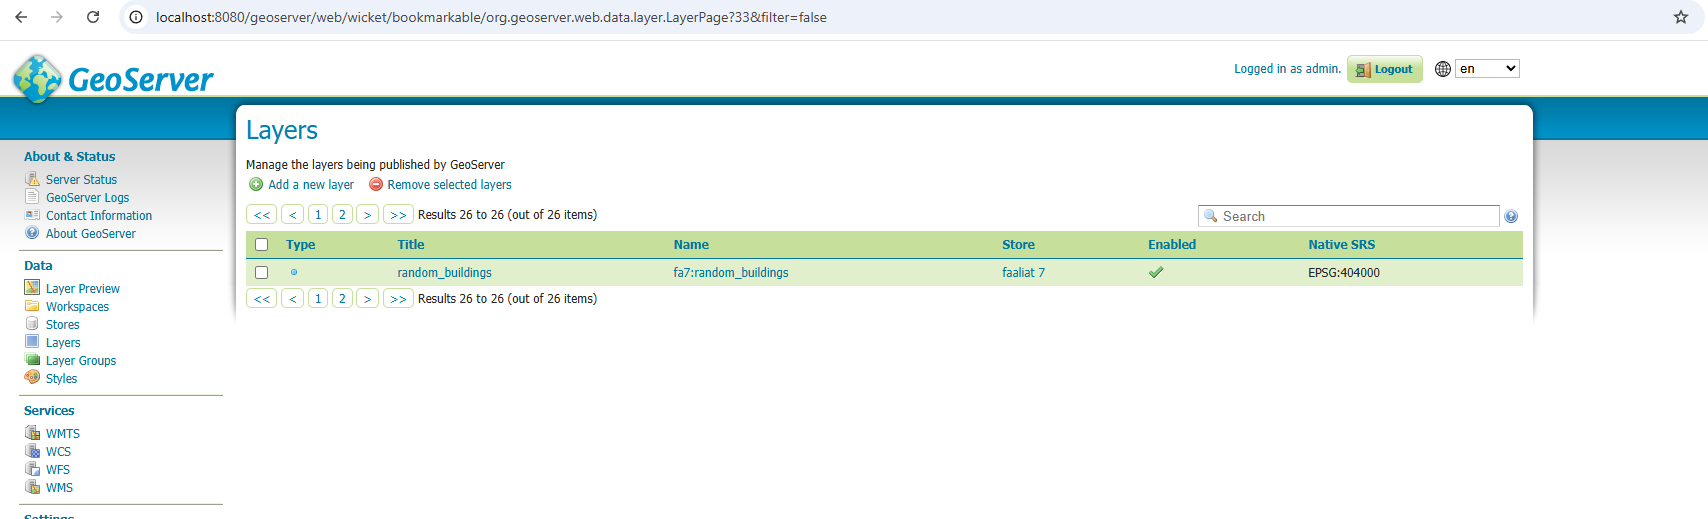 localhost:8080/geoserver/web/wicket/bookmarkable/org.geoserver.web.data.layer.LayerPage?33&filter=false
GeoServer
Logged in as admin. Logout en
About & Status
Server Status
GeoServer Logs
Contact Information
About GeoServer
Data
Layer Preview
Workspaces
Stores
Layers
Layer Groups
Styles
Services
WMTS
WCS
WFS
WMS
Settings
Layers
Manage the layers being published by GeoServer
Add a new layer Remove selected layers
<< < 1 2 > >> Results 26 to 26 (out of 26 items) Search
Type Title Name Store Enabled Native SRS
random_buildings fa7:random_buildings faaliat 7 EPSG:404000
<< < 1 2 > >> Results 26 to 26 (out of 26 items)